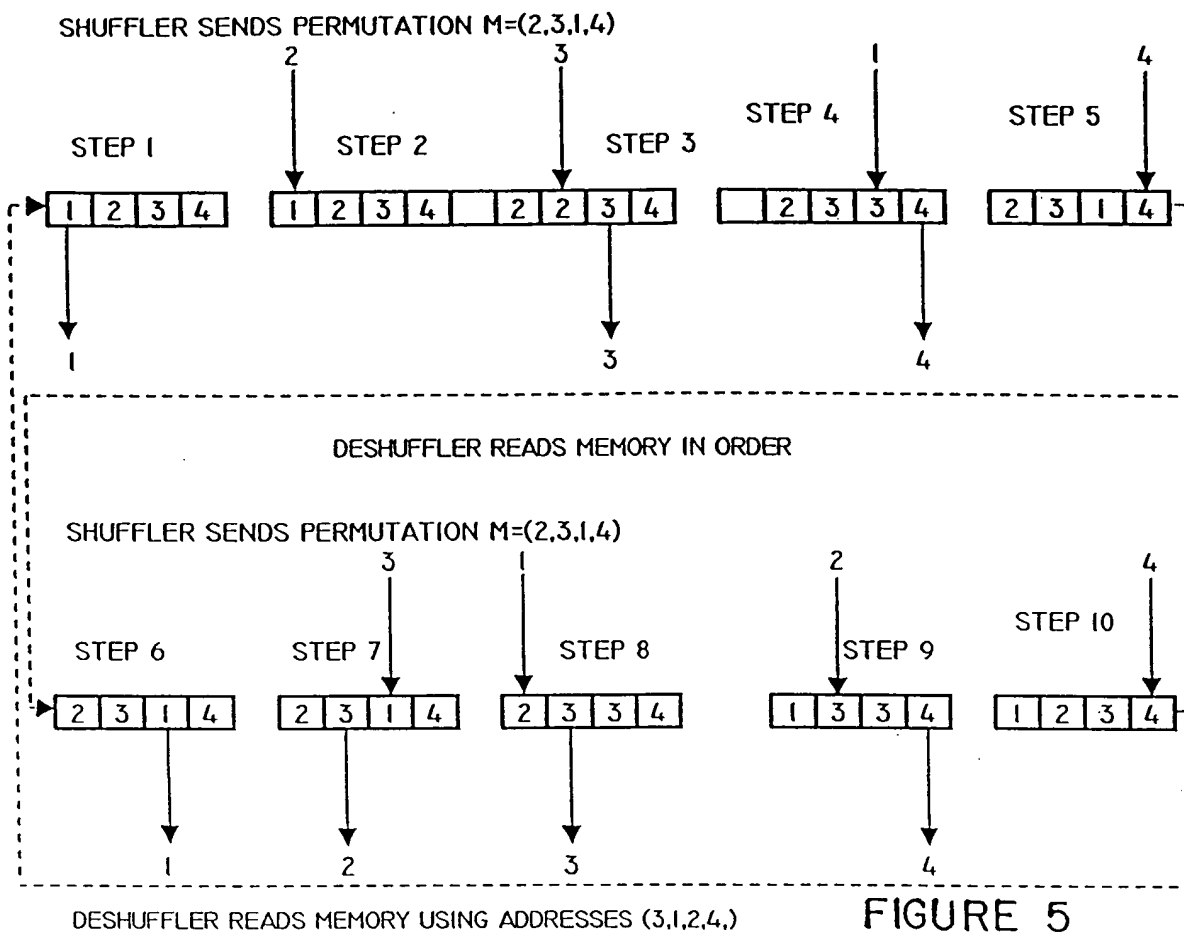 SHUFFLER SENDS PERMUTATION M=(2,3,1,4)
2 3 1 4
STEP 1 STEP 2 STEP 3 STEP 4 STEP 5
1 2 3 4 1 2 3 4 2 2 3 4 2 3 3 4 2 3 1 4
1 3 4
DESHUFFLER READS MEMORY IN ORDER
SHUFFLER SENDS PERMUTATION M=(2,3,1,4)
3 1 2 4
STEP 6 STEP 7 STEP 8 STEP 9 STEP 10
2 3 1 4 2 3 1 4 2 3 3 4 1 3 3 4 1 2 3 4
1 2 3 4
DESHUFFLER READS MEMORY USING ADDRESSES (3,1,2,4,)
FIGURE 5